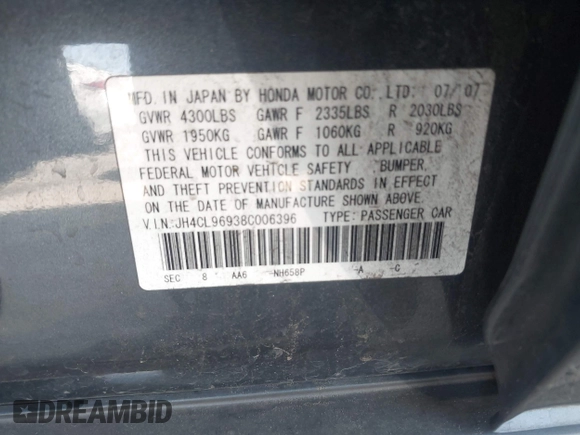 MFD. IN JAPAN BY HONDA MOTOR CO., LTD. 07/'07
GVWR 4300LBS GAWR F 2335LBS R 2030LBS
GVWR 1950KG GAWR F 1060KG R 920KG
THIS VEHICLE CONFORMS TO ALL APPLICABLE
FEDERAL MOTOR VEHICLE SAFETY, BUMPER,
AND THEFT PREVENTION STANDARDS IN EFFECT
ON THE DATE OF MANUFACTURE SHOWN ABOVE.
V.I.N:JH4CL96938C006396 TYPE: PASSENGER CAR
SEC 8 AA6 NH658P A C
DREAMBID